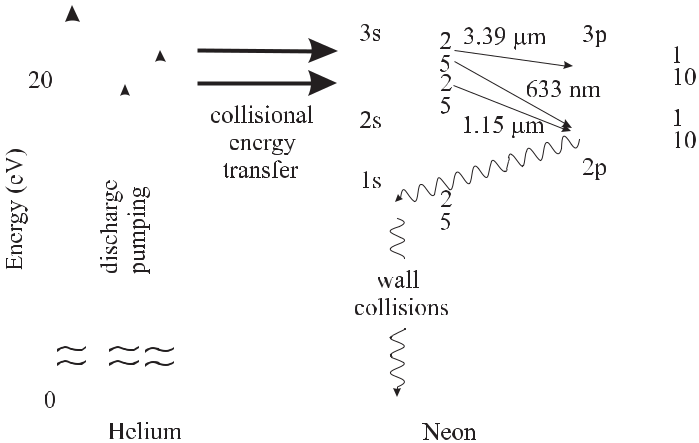 3s
2
5
3.39 μm
3p
1
10
20
2
5
633 nm
collisional
energy
transfer
2s
1.15 μm
1
10
1s
2
5
2p
Energy (eV)
discharge
pumping
wall
collisions
0
Helium
Neon